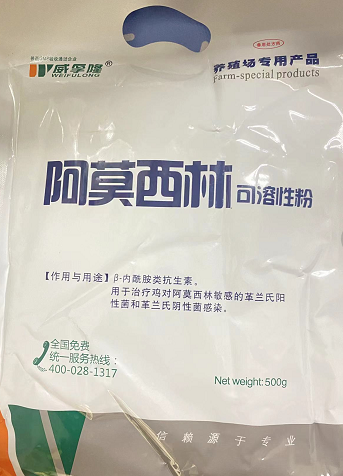 威孚隆®
WEIFULONG
养殖场专用产品
Farm-special products
阿莫西林可溶性粉
【作用与用途】β-内酰胺类抗生素。
用于治疗鸡对阿莫西林敏感的革兰氏阳
性菌和革兰氏阴性菌感染。
全国免费
统一服务热线：
400-028-1317
Net weight: 500g
信赖源于专业